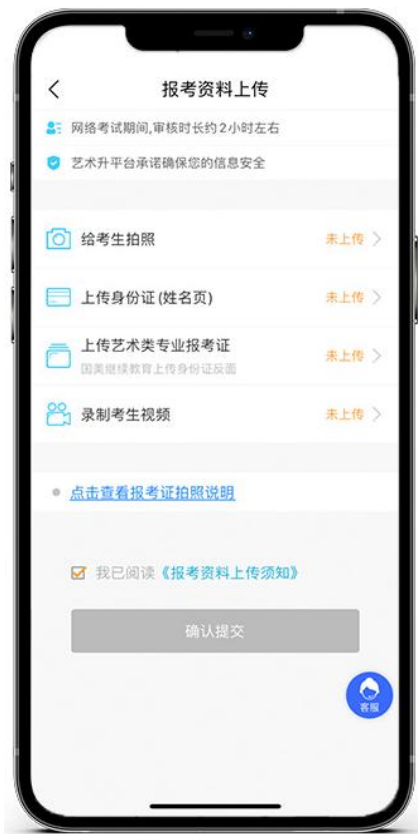 报考资料上传
网络考试期间,审核时长约2小时左右
艺术升平台承诺确保您的信息安全
给考生拍照 未上传
上传身份证(姓名页) 未上传
上传艺术类专业报考证 未上传
国美继续教育上传身份证反面
录制考生视频 未上传
点击查看报考证拍照说明
我已阅读《报考资料上传须知》
确认提交
客服